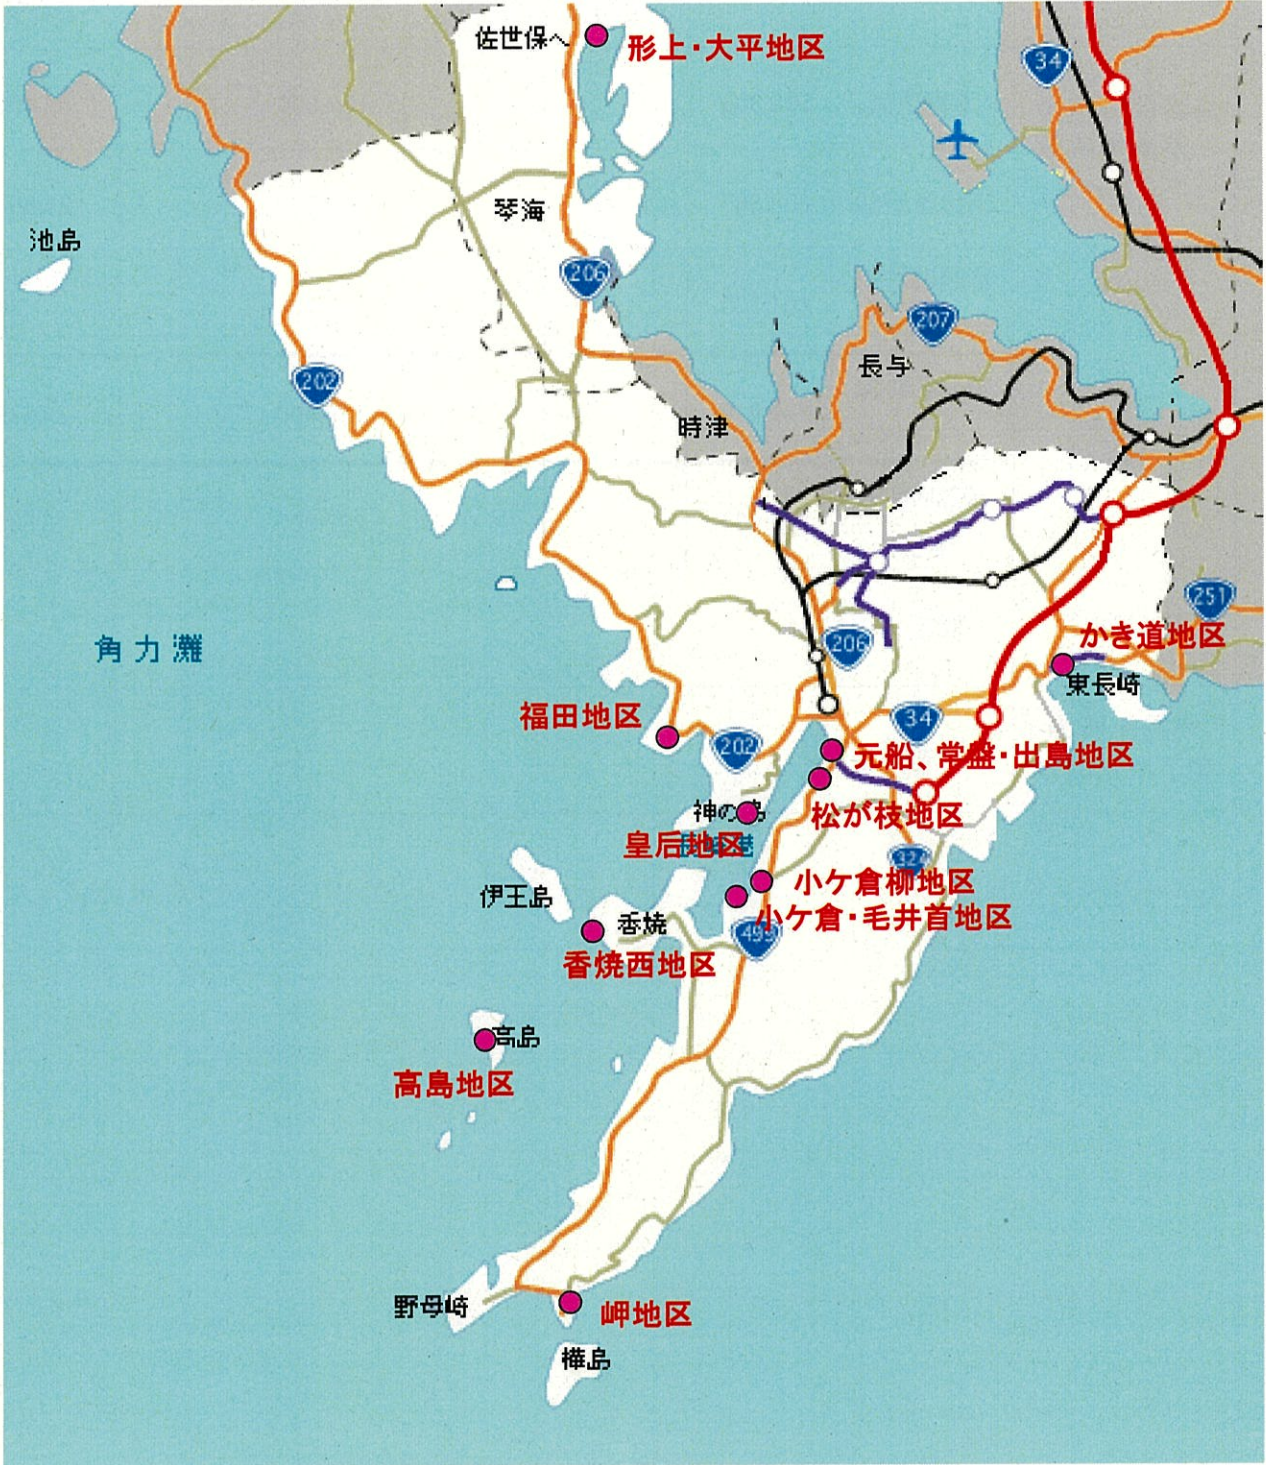 佐世保へ
形上・大平地区
34
池島
琴海
206
207
長与
202
時津
251
角力灘
206
かき道地区
東長崎
福田地区
34
202
元船、常盤・出島地区
神の島
松が枝地区
皇后地区
324
伊王島
小ケ倉柳地区
香焼
小ケ倉・毛井首地区
499
香焼西地区
高島
高島地区
野母崎
岬地区
樺島